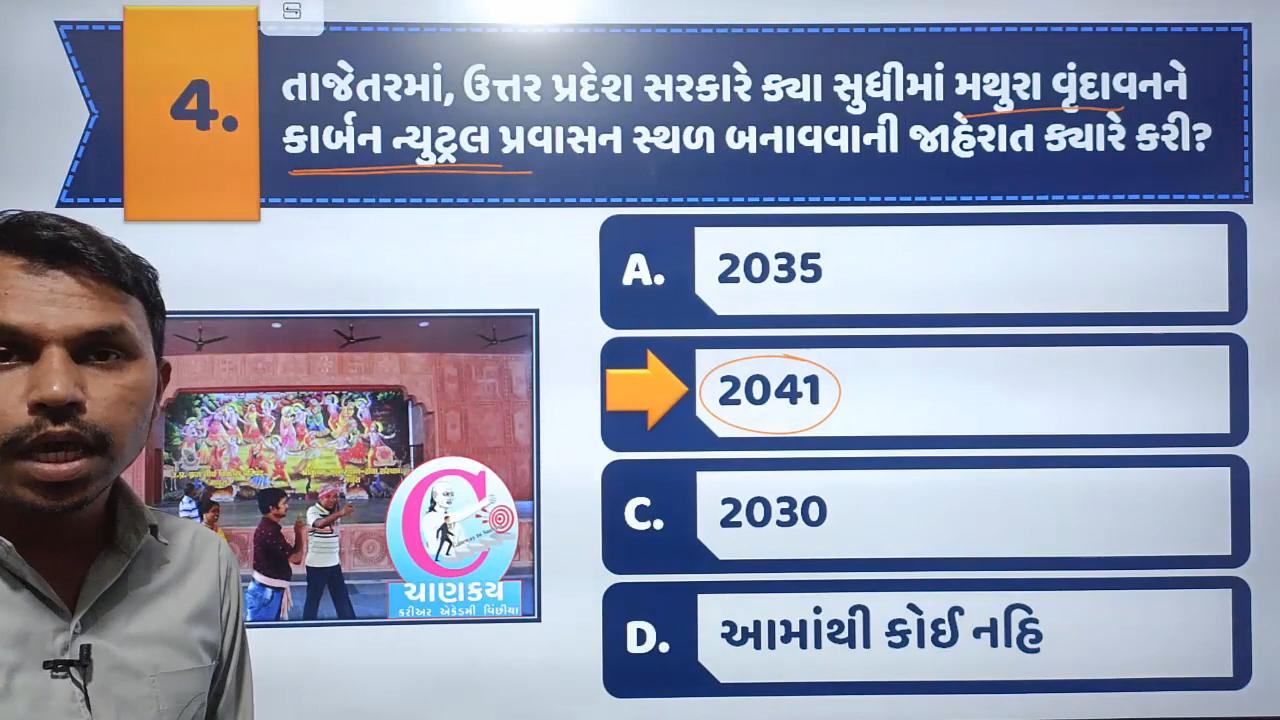 4.
તાજેતરમાં, ઉત્તર પ્રદેશ સરકારે ક્યા સુધીમાં મથુરા વૃંદાવનને
કાર્બન ન્યુટ્રલ પ્રવાસન સ્થળ બનાવવાની જાહેરાત ક્યારે કરી?
A. 2035
2041
C. 2030
D. આમાંથી કોઈ નહિ
C
ચાણક્ય
કરીઅર એકેડમી વિંછીયા